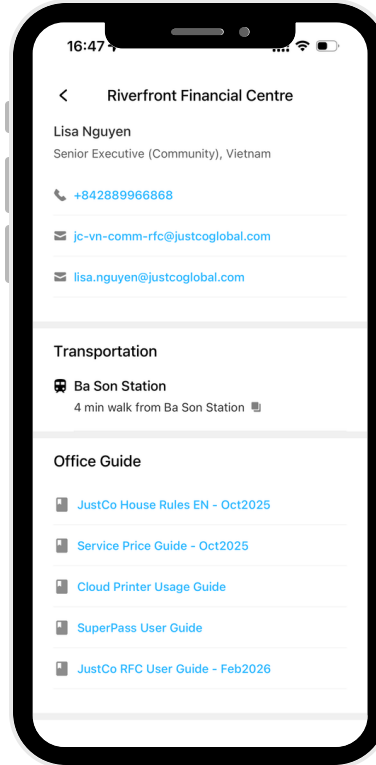 16:47
Riverfront Financial Centre
Lisa Nguyen
Senior Executive (Community), Vietnam
+842889966868
jc-vn-comm-rfc@justcoglobal.com
lisa.nguyen@justcoglobal.com
Transportation
Ba Son Station
4 min walk from Ba Son Station
Office Guide
JustCo House Rules EN - Oct2025
Service Price Guide - Oct2025
Cloud Printer Usage Guide
SuperPass User Guide
JustCo RFC User Guide - Feb2026